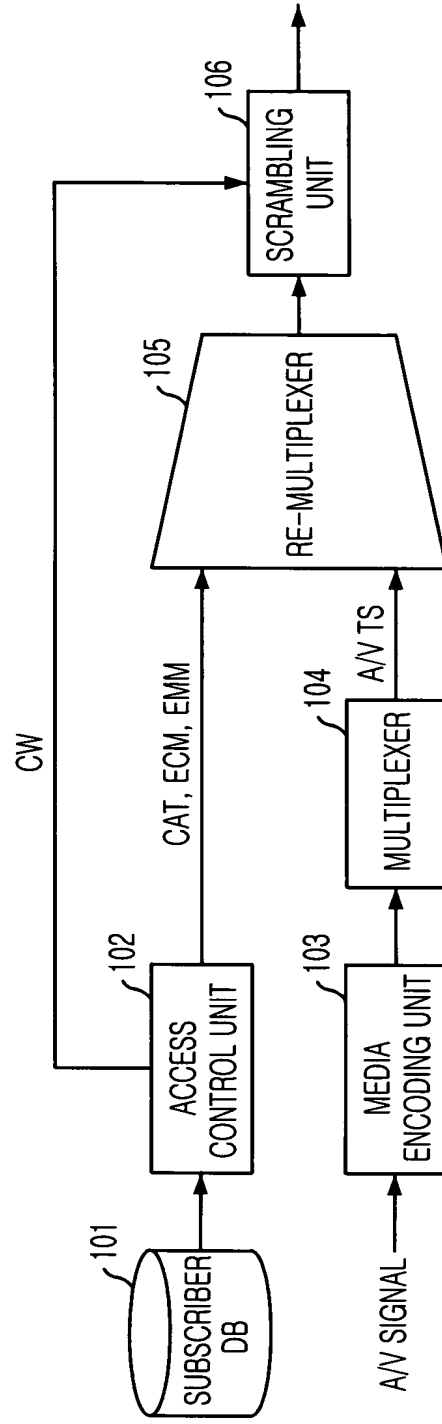 CW
101
SUBSCRIBER
DB
102
ACCESS
CONTROL UNIT
CAT, ECM, EMM
105
RE-MULTIPLEXER
106
SCRAMBLING
UNIT
A/V SIGNAL
103
MEDIA
ENCODING UNIT
104
MULTIPLEXER
A/V TS